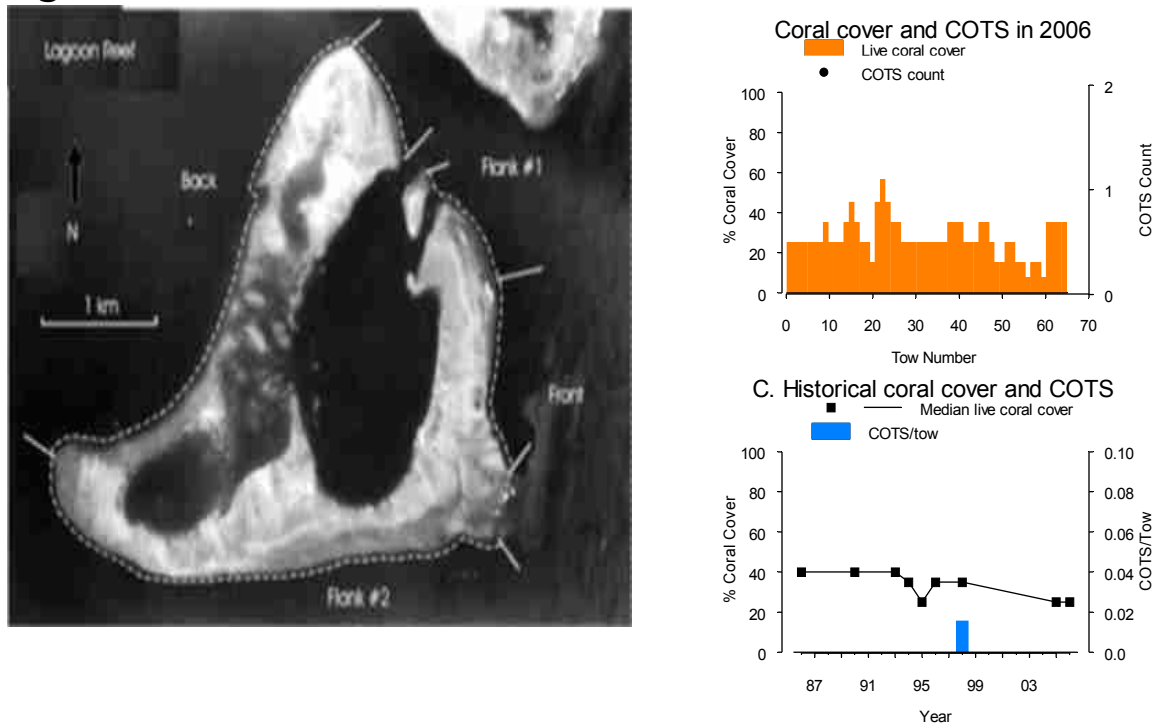 Lagoon Reef
Back
Flank #1
N
1 km
Front
Flank #2
Coral cover and COTS in 2006
Live coral cover
COTS count
100
80
60
40
20
0
% Coral Cover
2
1
0
COTS Count
0 10 20 30 40 50 60 70
Tow Number
C. Historical coral cover and COTS
Median live coral cover
COTS/tow
100
80
60
40
20
0
% Coral Cover
0.10
0.08
0.06
0.04
0.02
0.0
COTS/Tow
87 91 95 99 03
Year